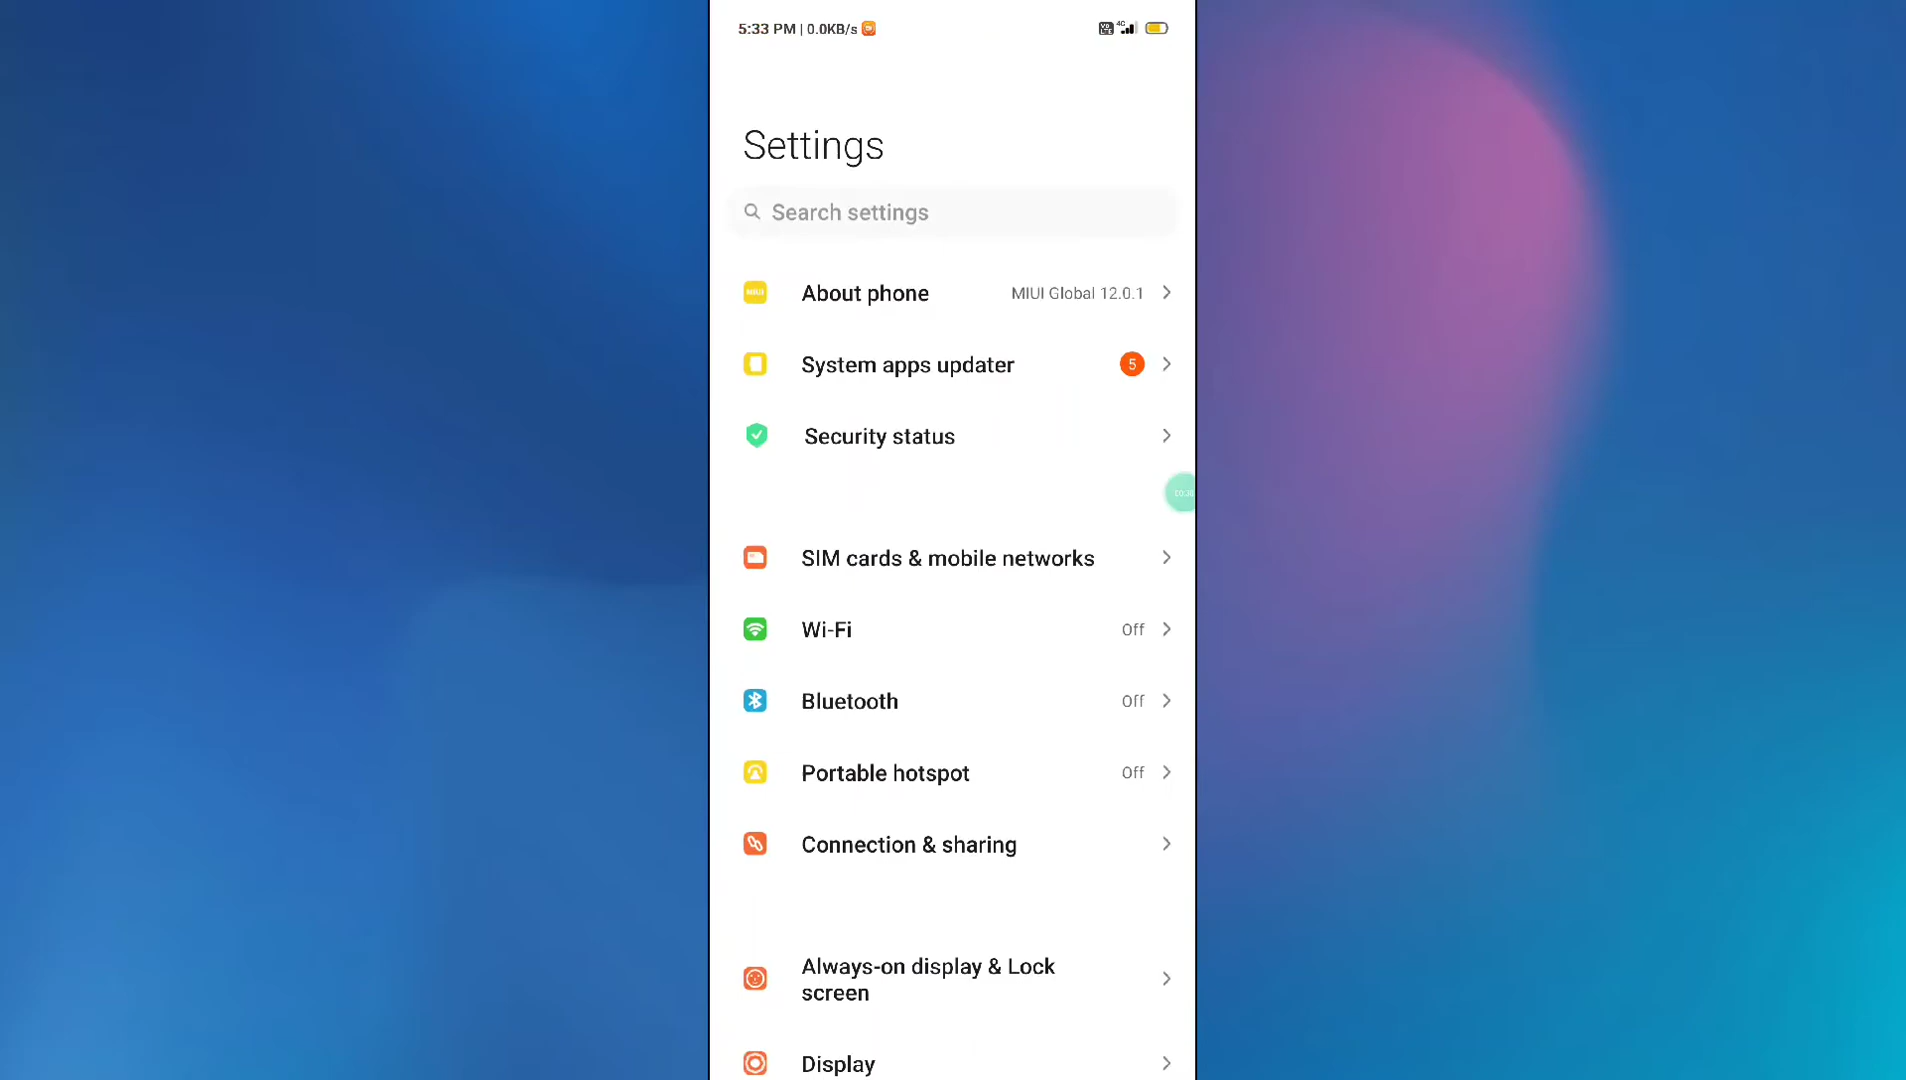 5:33 PM | 0.0KB/s
4G
Settings
Search settings
About phone
MIUI Global 12.0.1
System apps updater
5
Security status
SIM cards & mobile networks
Wi-Fi
Off
Bluetooth
Off
Portable hotspot
Off
Connection & sharing
Always-on display & Lock
screen
Display